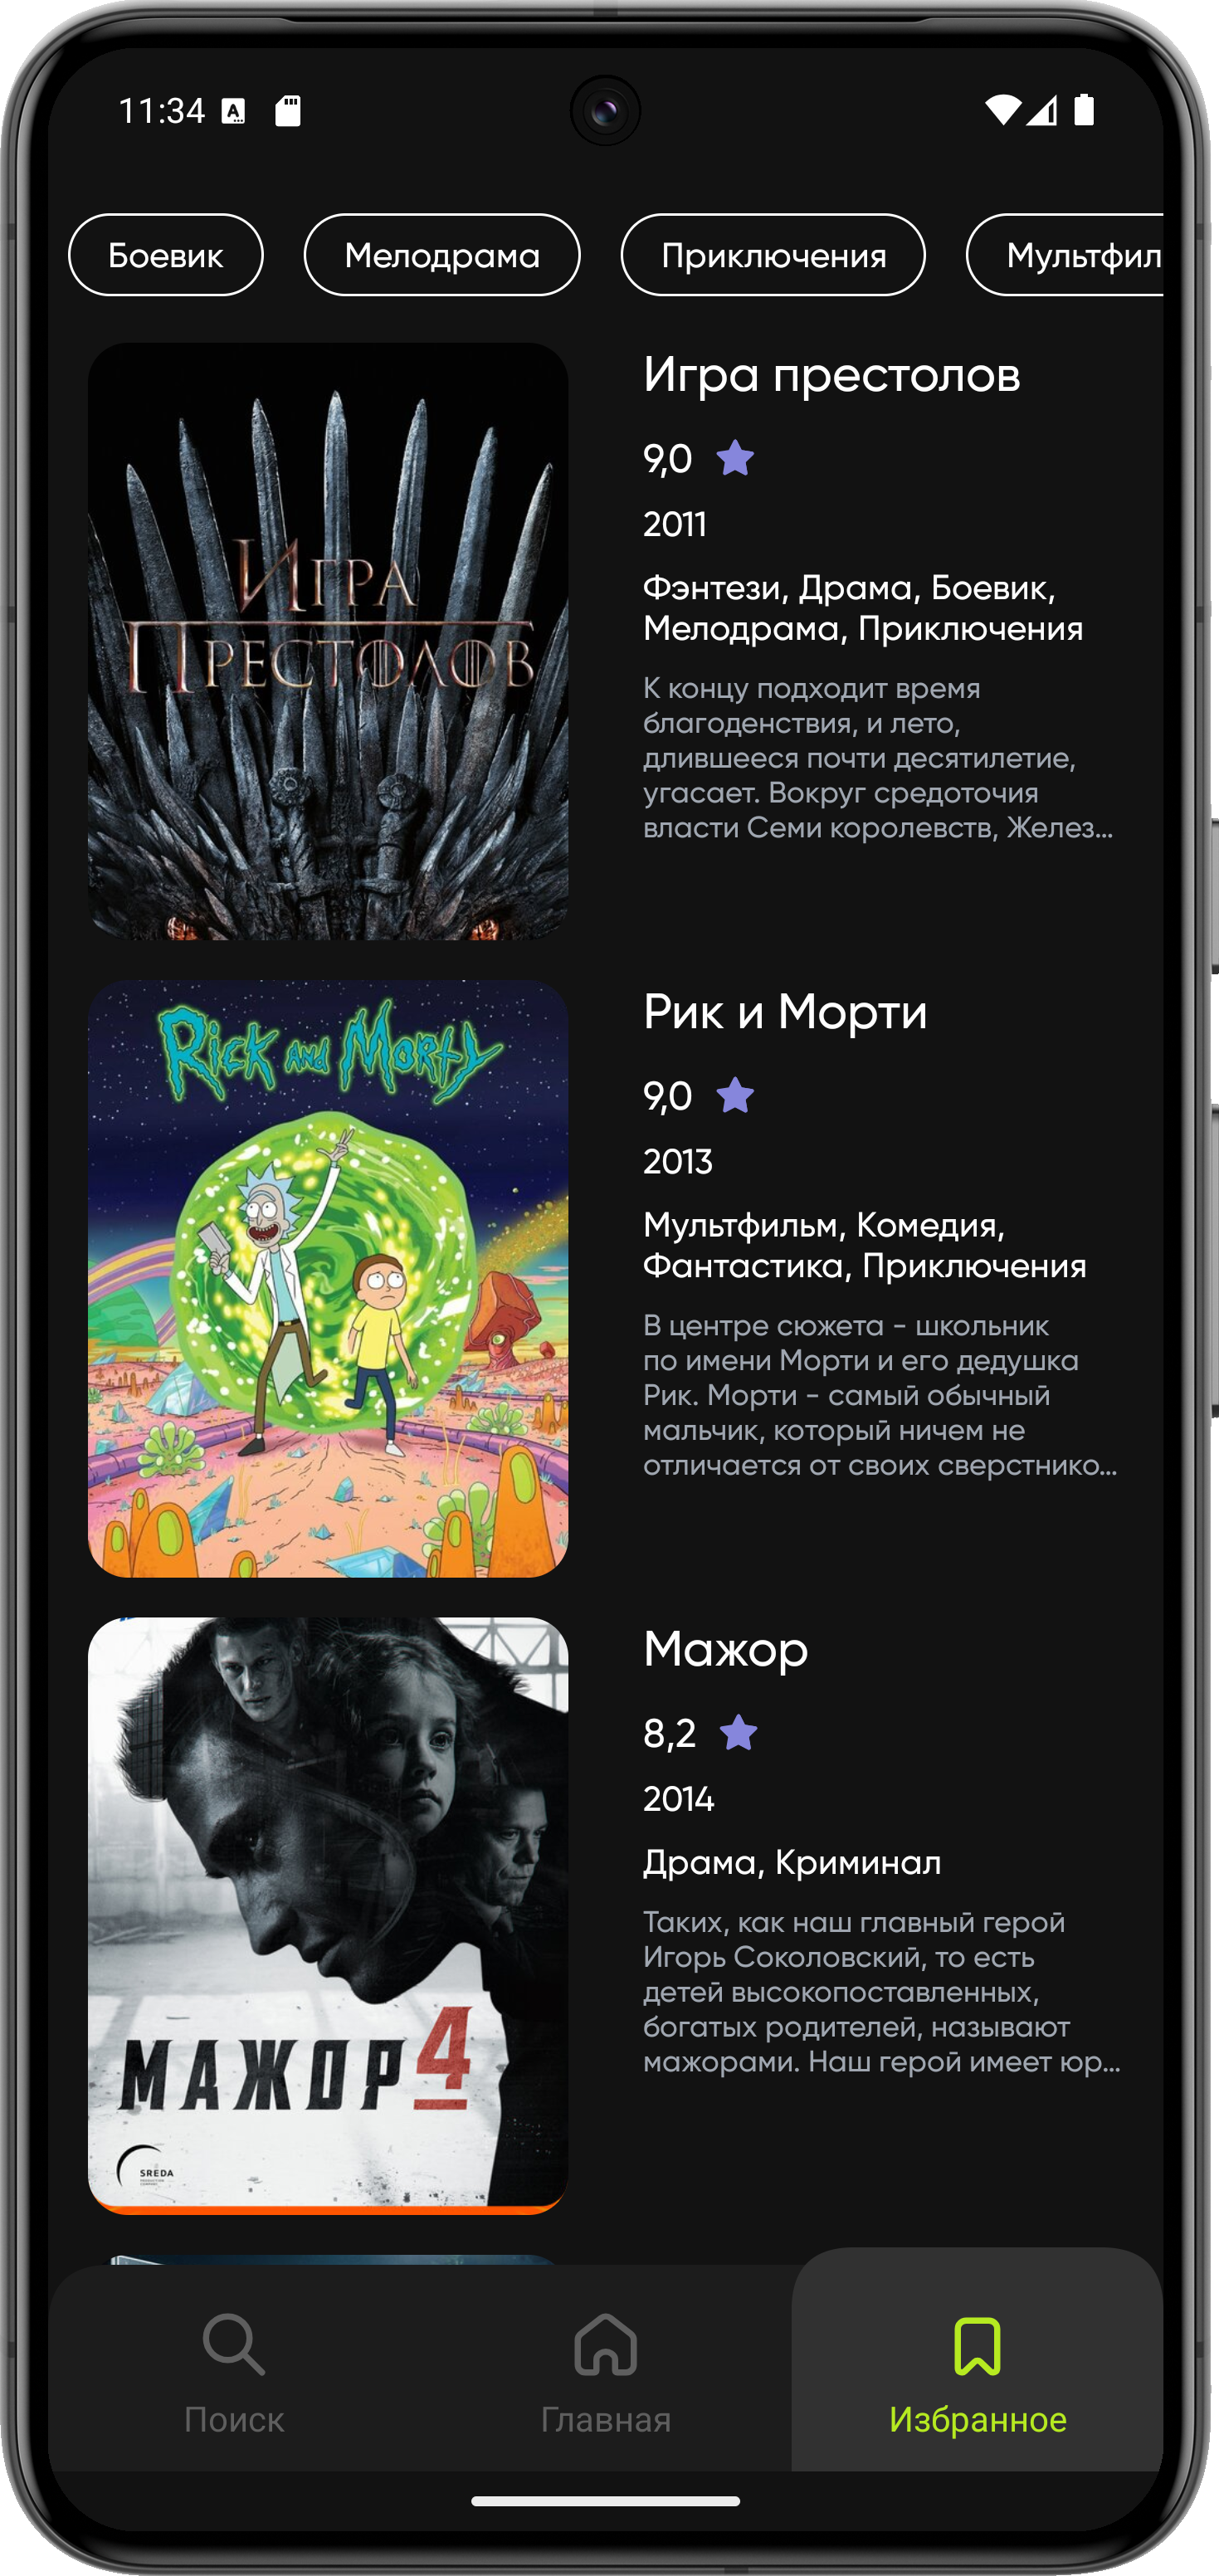 11:34
Боевик
Мелодрама
Приключения
Мультфил
Игра престолов
9,0
2011
Фэнтези, Драма, Боевик,
Мелодрама, Приключения
К концу подходит время
благоденствия, и лето,
длившееся почти десятилетие,
угасает. Вокруг средоточия
власти Семи королевств, Желез...
ИГРА
ПРЕСТОЛОВ
Рик и Морти
9,0
2013
Мультфильм, Комедия,
Фантастика, Приключения
В центре сюжета - школьник
по имени Морти и его дедушка
Рик. Морти - самый обычный
мальчик, который ничем не
отличается от своих сверстнико...
RICK AND MORTY
Мажор
8,2
2014
Драма, Криминал
Таких, как наш главный герой
Игорь Соколовский, то есть
детей высокопоставленных,
богатых родителей, называют
мажорами. Наш герой имеет юр...
МАЖОР 4
SREDA
Поиск
Главная
Избранное